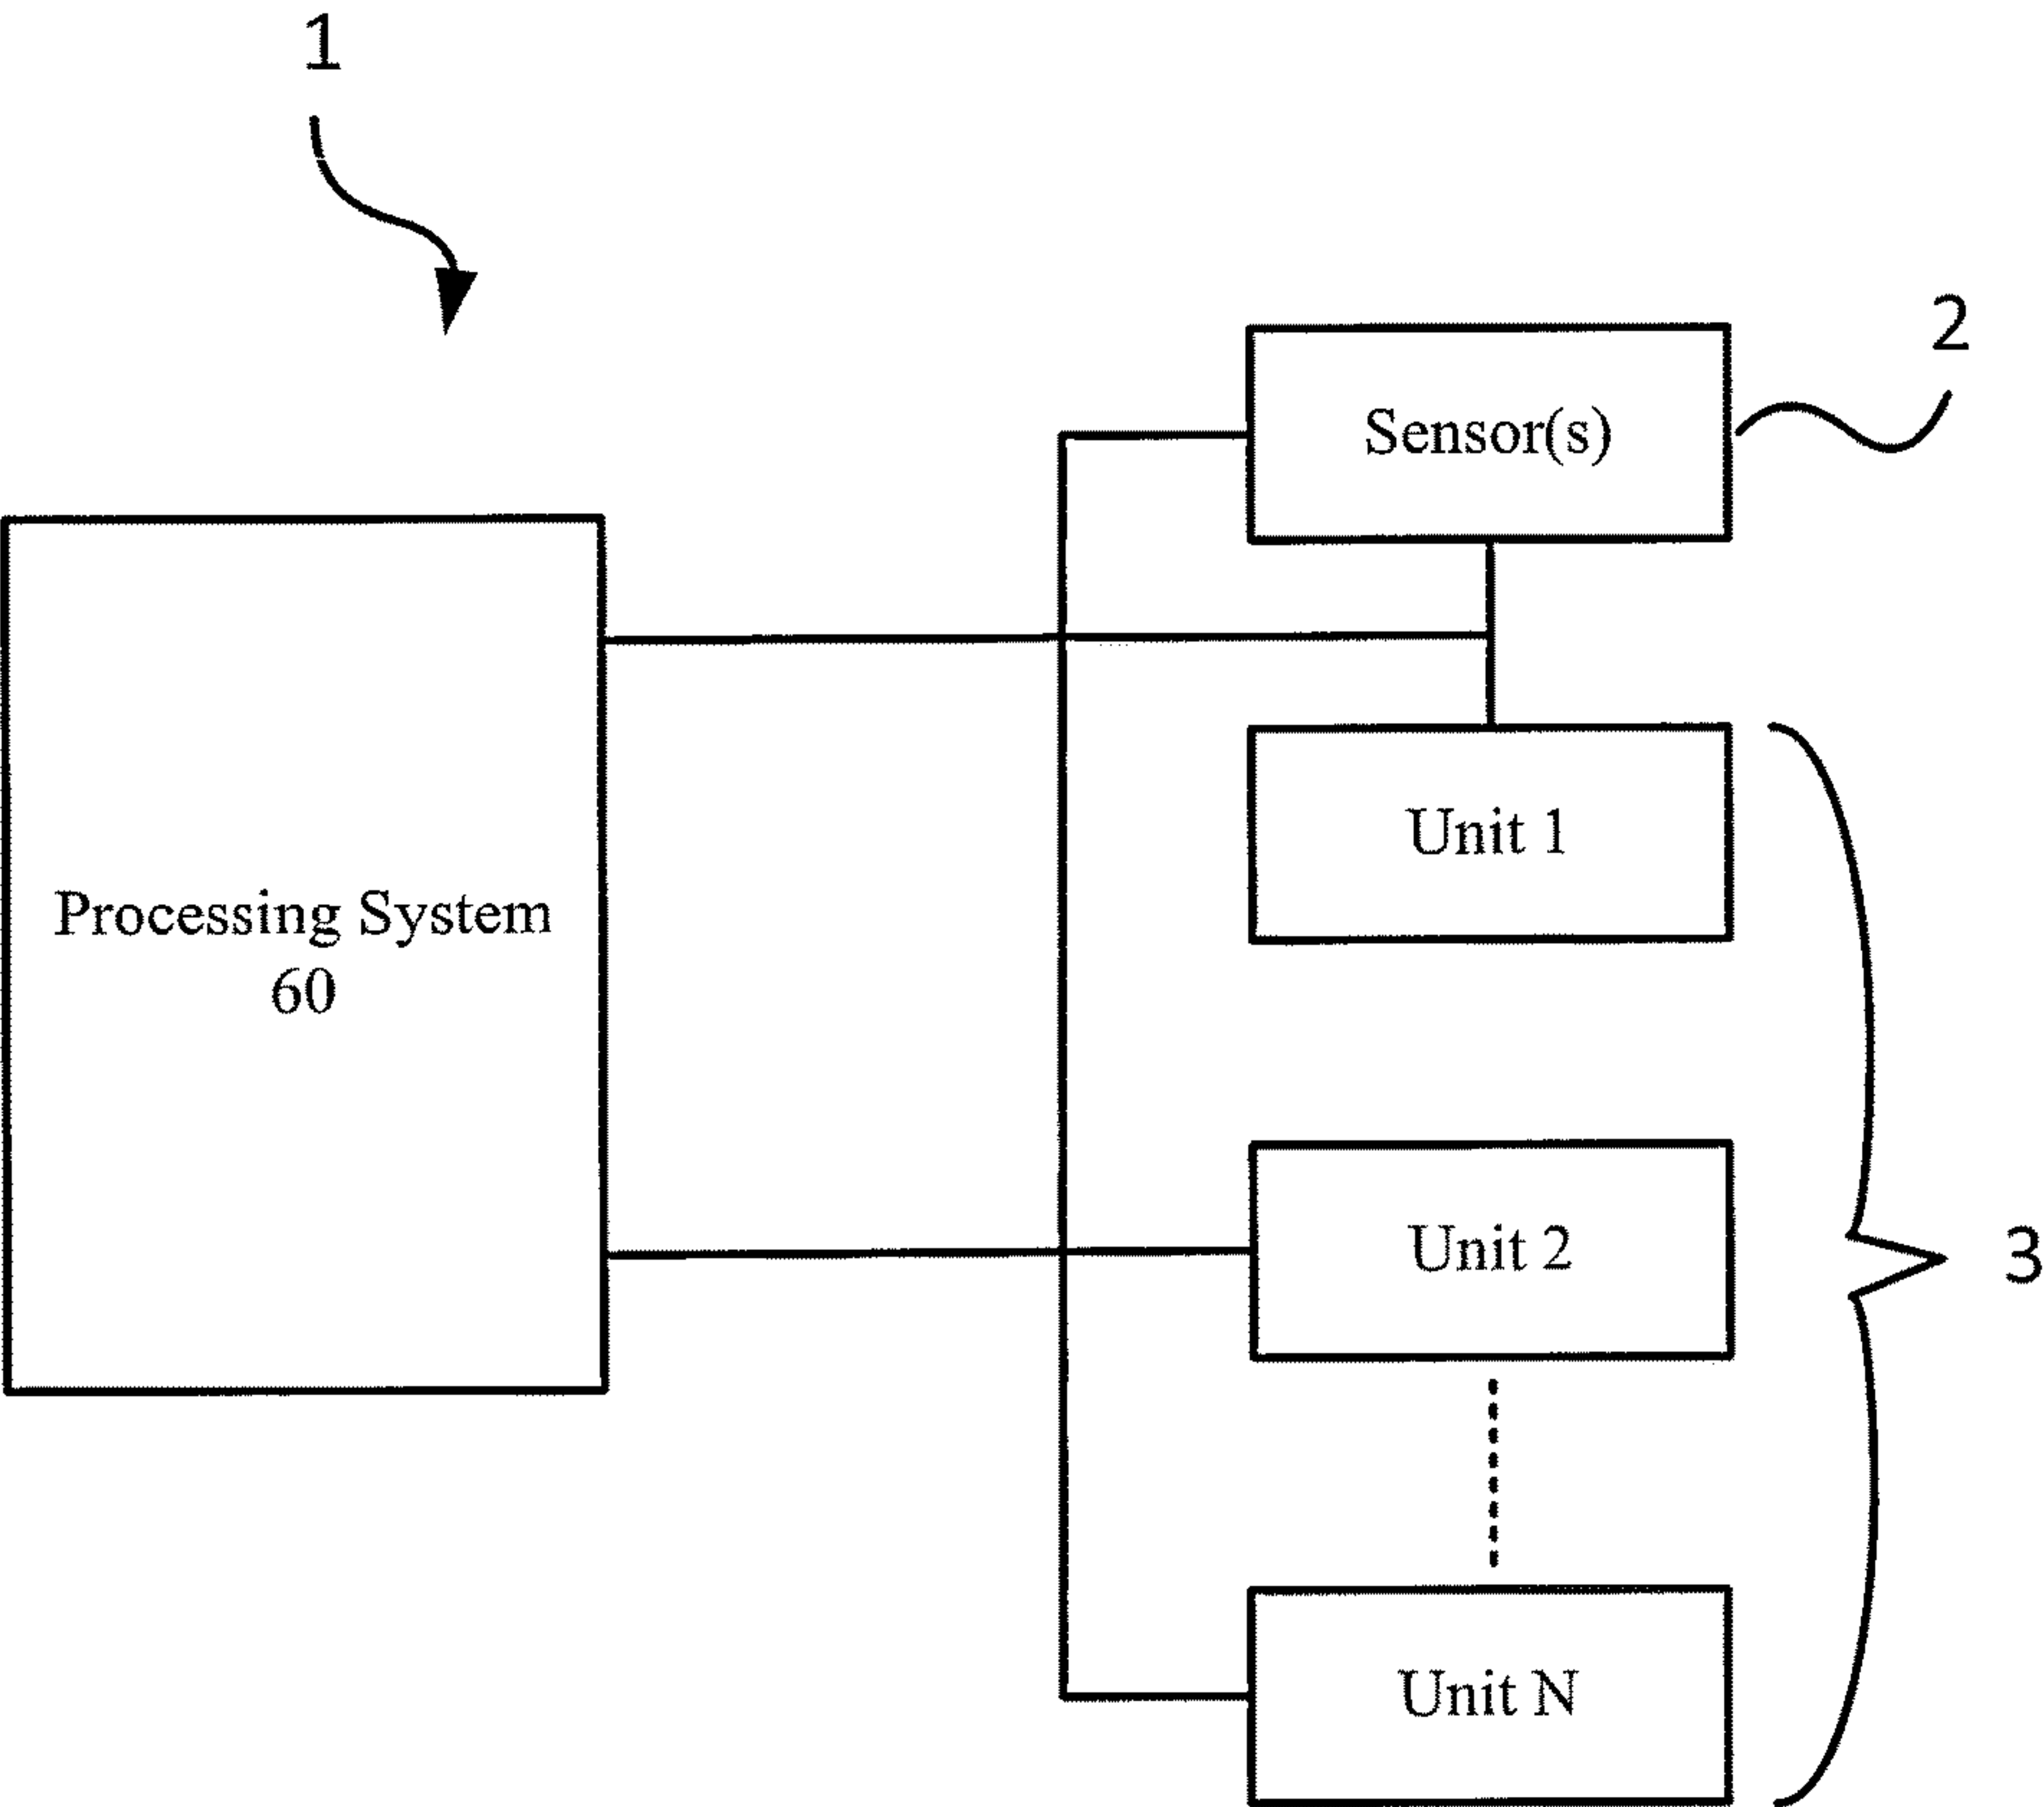 1
2
Sensor(s)
Unit 1
Processing System
60
Unit 2
3
Unit N